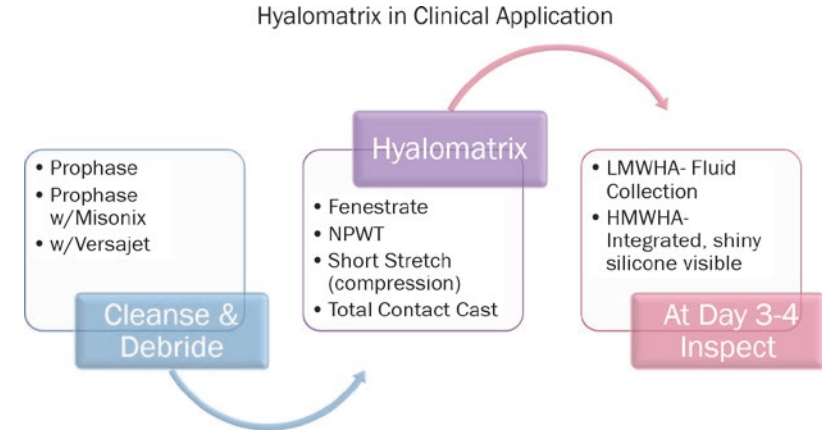 Hyalomatrix in Clinical Application
• Prophase
• Prophase
w/Misonix
• w/Versajet
Cleanse &
Debride
Hyalomatrix
• Fenestrate
• NPWT
• Short Stretch
(compression)
• Total Contact Cast
• LMWHA- Fluid
Collection
• HMWHA-
Integrated, shiny
silicone visible
At Day 3-4
Inspect